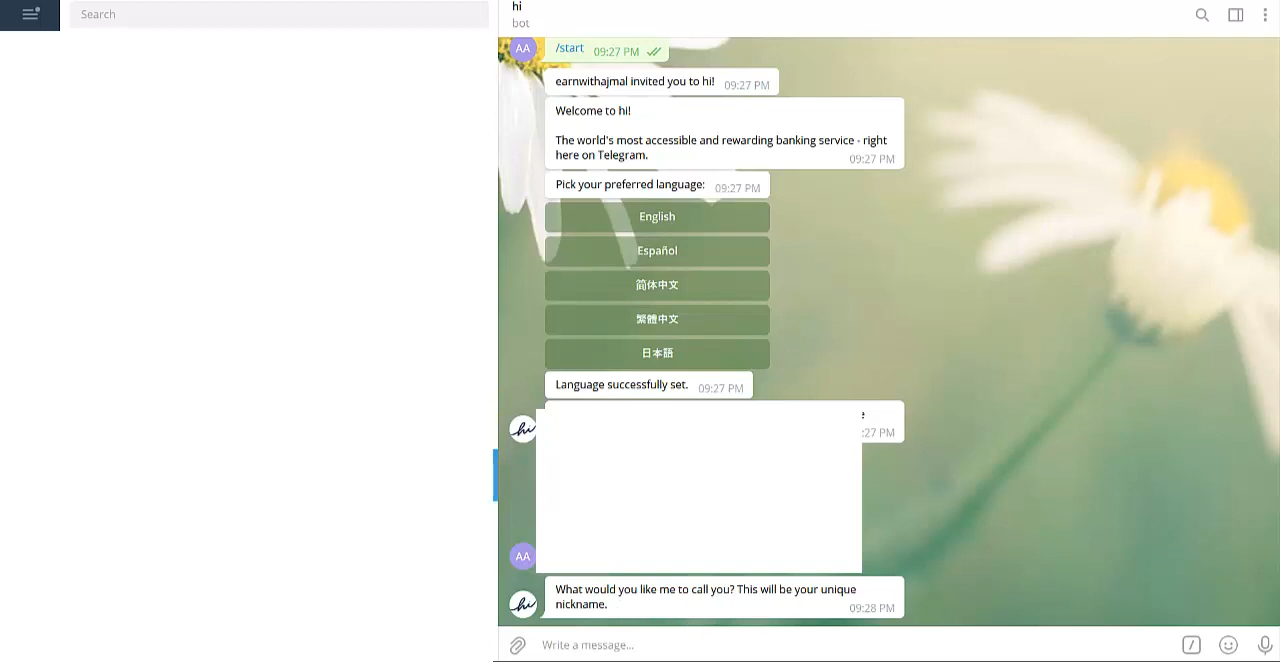 Search
hi
bot
AA
/start 09:27 PM
earnwithajmal invited you to hi! 09:27 PM
Welcome to hi!
The world's most accessible and rewarding banking service - right
here on Telegram. 09:27 PM
Pick your preferred language: 09:27 PM
English
Español
简体中文
繁體中文
日本語
Language successfully set. 09:27 PM
hi
:27 PM
AA
What would you like me to call you? This will be your unique
nickname. 09:28 PM
hi
Write a message...